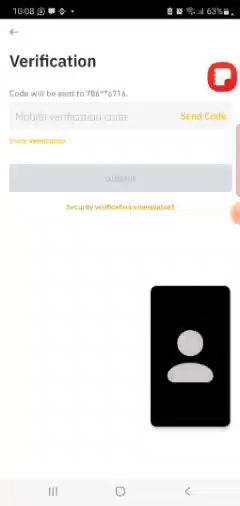 10:08
63%
Verification
Code will be sent to 786**6716.
Mobile verification code
Send Code
Voice verification
Submit
Security verification unavailable?